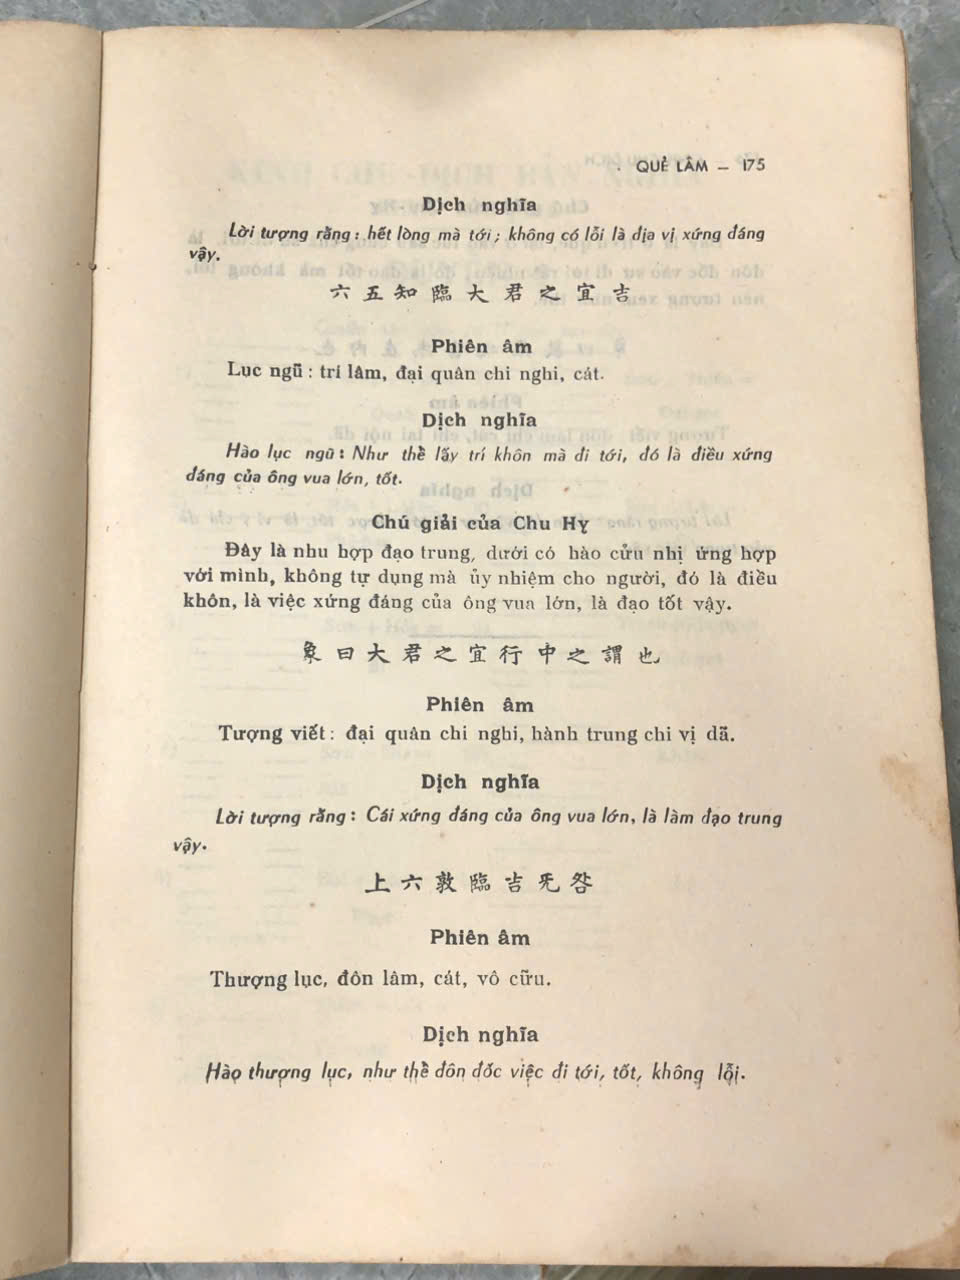 QUẺ LÂM — 175
Dịch nghĩa
Lời tượng rằng: hết lòng mà tới; không có lỗi là địa vị xứng đáng
vậy.
六五知臨大君之宜吉
Phiên âm
Lục ngũ: trí lâm, đại quân chi nghi, cát.
Dịch nghĩa
Hào lục ngũ: Như thể lấy trí khôn mà đi tới, đó là điều xứng
đáng của ông vua lớn, tốt.
Chú giải của Chu Hy
Đây là nhu hợp đạo trung, dưới có hào cửu nhị ứng hợp
với mình, không tự dụng mà ủy nhiệm cho người, đó là điều
khôn, là việc xứng đáng của ông vua lớn, là đạo tốt vậy.
象曰大君之宜行中之謂也
Phiên âm
Tượng viết: đại quân chi nghi, hành trung chi vị dã.
Dịch nghĩa
Lời tượng rằng: Cái xứng đáng của ông vua lớn, là làm đạo trung
vậy.
上六敦臨吉旡咎
Phiên âm
Thượng lục, đôn lâm, cát, vô cữu.
Dịch nghĩa
Hào thượng lục, như thể đôn đốc việc đi tới, tốt, không lỗi.